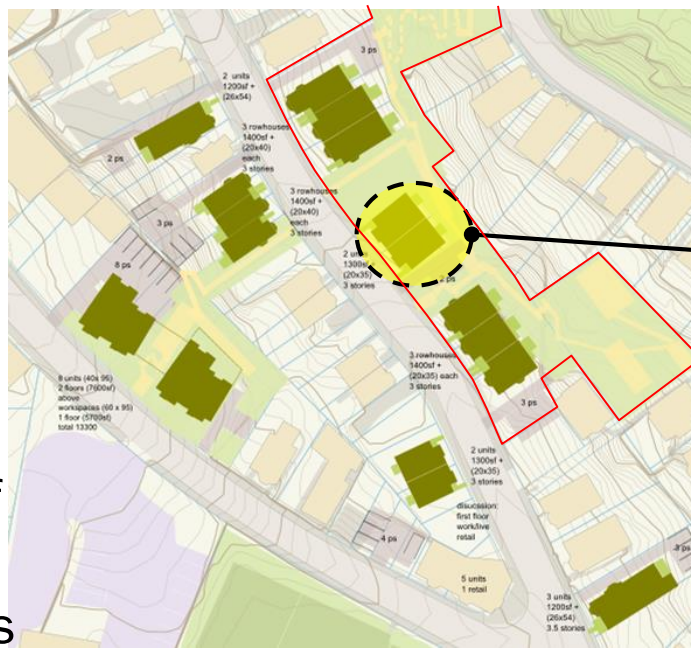 3 ps
2 units
1200sf +
(26x54)
2 ps
3 rowhouses
1400sf +
(20x40)
each
3 stories
3 rowhouses
1400sf +
(20x40)
each
3 stories
3 ps
8 ps
2 units
1300sf +
(20x35)
3 stories
2 ps
8 units (40x 95)
2 floors (7600sf)
above
workspaces (60 x 95)
1 floor (5700sf)
total 13300
3 rowhouses
1400sf +
(20x35) each
3 stories
3 ps
2 units
1300sf +
(20x35)
3 stories
disucssion:
first floor
work/live
retail
4 ps
5 units
1 retail
3 ps
3 units
1200sf +
(26x54)
3.5 stories
S